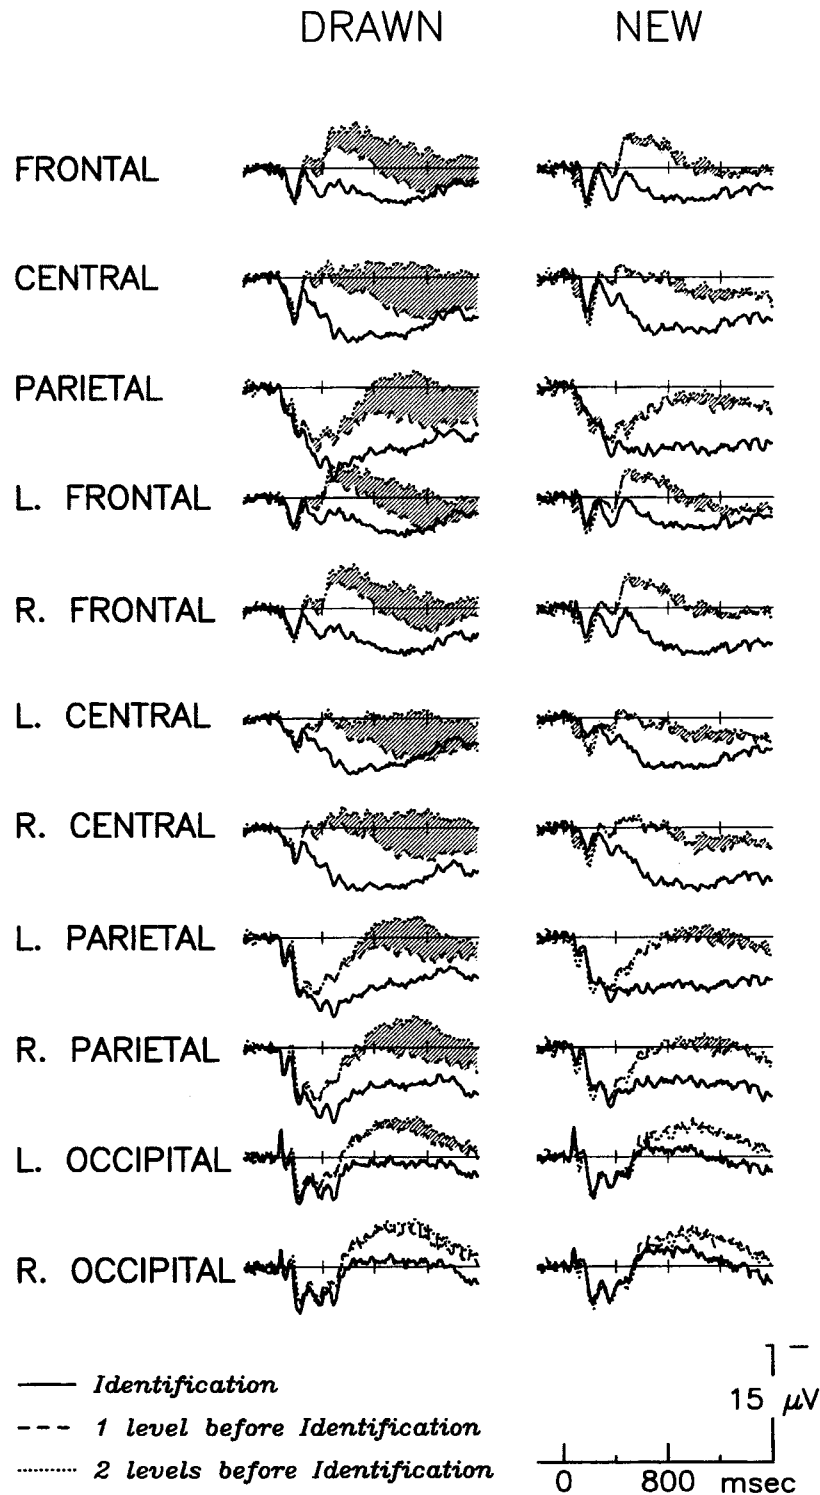 DRAWN NEW
FRONTAL
CENTRAL
PARIETAL
L. FRONTAL
R. FRONTAL
L. CENTRAL
R. CENTRAL
L. PARIETAL
R. PARIETAL
L. OCCIPITAL
R. OCCIPITAL
Identification
1 level before Identification
2 levels before Identification
−
15 μV
0 800 msec